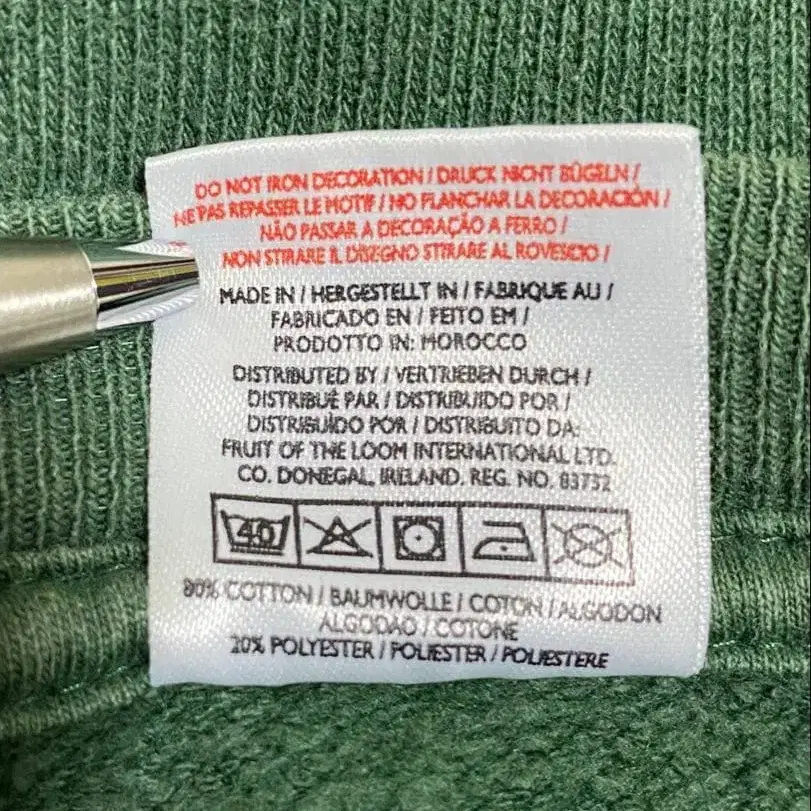 DO NOT IRON DECORATION / DRUCK NICHT BÜGELN /
NE PAS REPASSER LE MOTIF / NO PLANCHAR LA DECORACIÓN /
NÃO PASSAR A DECORAÇÃO A FERRO /
NON STIRARE IL DISEGNO STIRARE AL ROVESCIO /
MADE IN / HERGESTELLT IN / FABRIQUE AU /
FABRICADO EN / FEITO EM /
PRODOTTO IN: MOROCCO
DISTRIBUTED BY / VERTRIEBEN DURCH /
DISTRIBUÉ PAR / DISTRIBUIDO POR /
DISTRIBUÍDO POR / DISTRIBUITO DA:
FRUIT OF THE LOOM INTERNATIONAL LTD.
CO. DONEGAL, IRELAND. REG. NO. 83732
40
80% COTTON / BAUMWOLLE / COTON / ALGODON
ALGODAO / COTONE
20% POLYESTER / POLIESTER / POLIESTERE